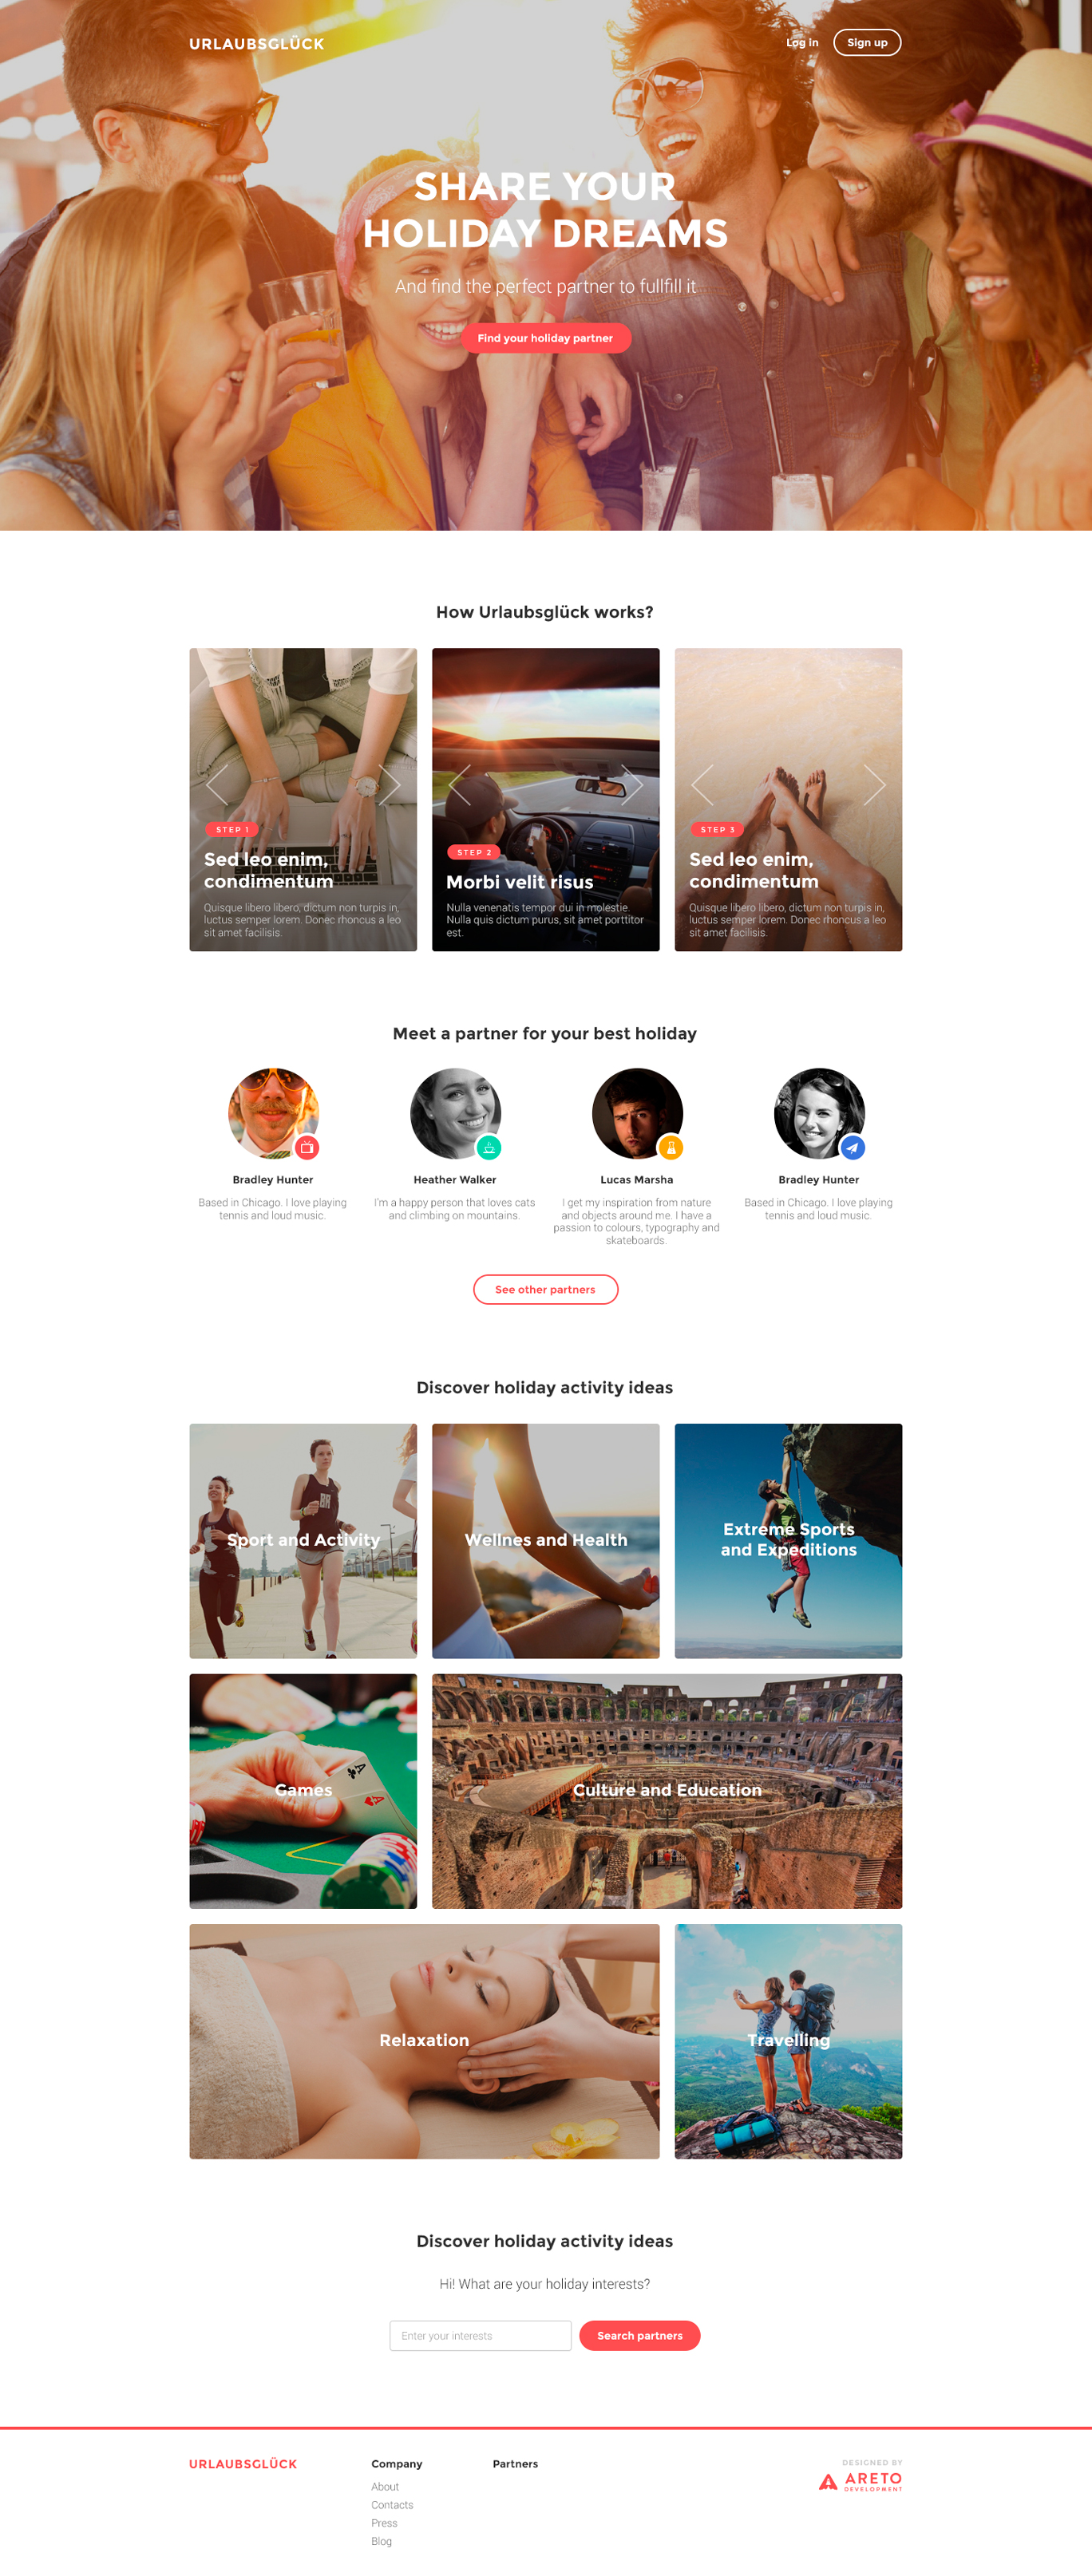 URLAUBSGLÜCK
Log in
Sign up
SHARE YOUR
HOLIDAY DREAMS
And find the perfect partner to fullfill it
Find your holiday partner
How Urlaubsglück works?
STEP 1
Sed leo enim,
condimentum
Quisque libero libero, dictum non turpis in,
luctus semper lorem. Donec rhoncus a leo
sit amet facilisis.
STEP 2
Morbi velit risus
Nulla venenatis tempor dui in molestie.
Nulla quis dictum purus, sit amet porttitor
est.
STEP 3
Sed leo enim,
condimentum
Quisque libero libero, dictum non turpis in,
luctus semper lorem. Donec rhoncus a leo
sit amet facilisis.
Meet a partner for your best holiday
Bradley Hunter
Based in Chicago. I love playing
tennis and loud music.
Heather Walker
I'm a happy person that loves cats
and climbing on mountains.
Lucas Marsha
I get my inspiration from nature
and objects around me. I have a
passion to colours, typography and
skateboards.
Bradley Hunter
Based in Chicago. I love playing
tennis and loud music.
See other partners
Discover holiday activity ideas
Sport and Activity
Wellnes and Health
Extreme Sports
and Expeditions
Games
Culture and Education
Relaxation
Travelling
Discover holiday activity ideas
Hi! What are your holiday interests?
Enter your interests
Search partners
URLAUBSGLÜCK
Company
About
Contacts
Press
Blog
Partners
DESIGNED BY
ARETO
DEVELOPMENT